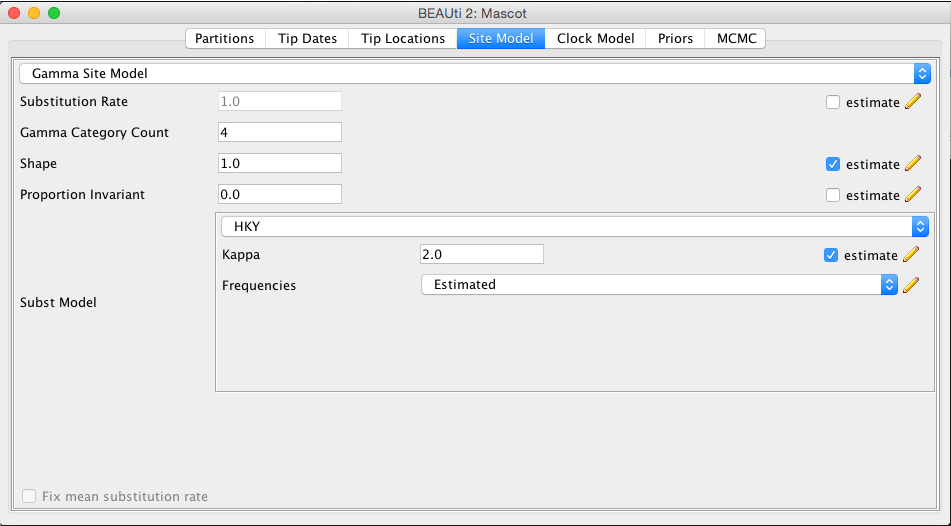 BEAUti 2: Mascot
Partitions Tip Dates Tip Locations Site Model Clock Model Priors MCMC
Gamma Site Model
Substitution Rate 1.0 estimate
Gamma Category Count 4
Shape 1.0 estimate
Proportion Invariant 0.0 estimate
HKY
Kappa 2.0 estimate
Frequencies Estimated
Subst Model
Fix mean substitution rate